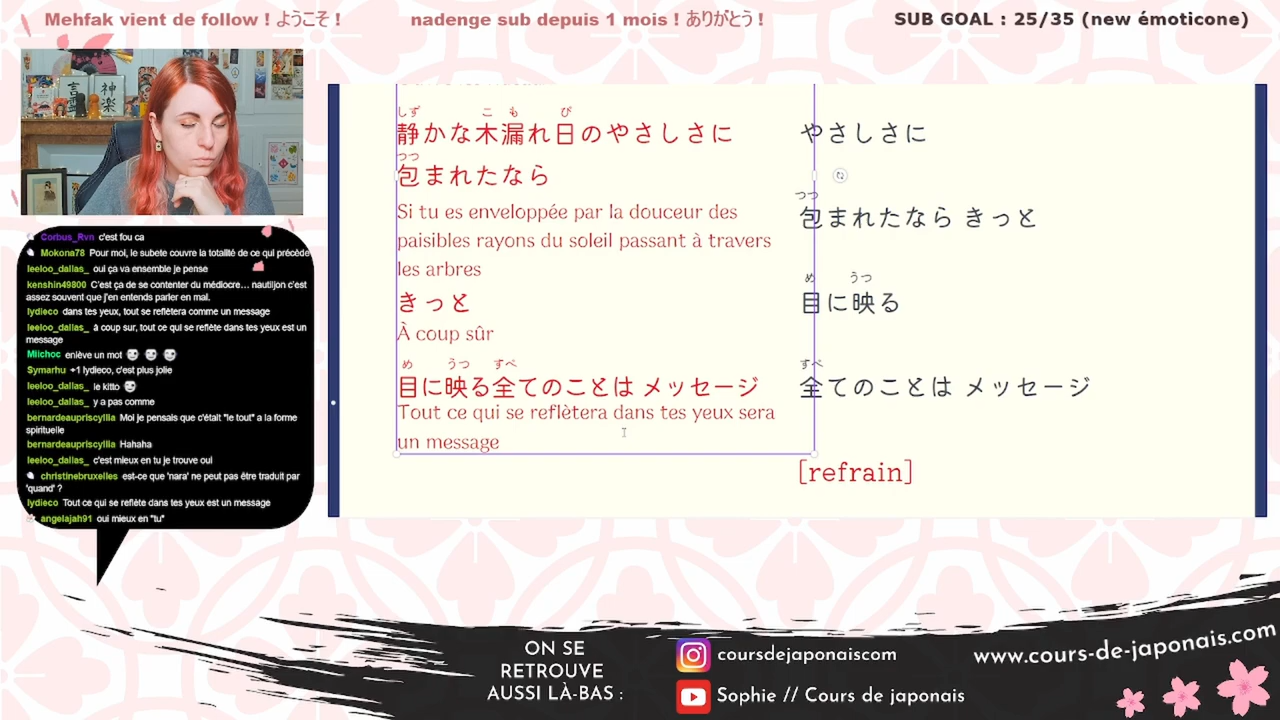 Mehfak vient de follow ! ようこそ !
nadenge sub depuis 1 mois ! ありがとう !
SUB GOAL : 25/35 (new émoticone)
言霊
神楽
Corbus_Rvn c'est fou ca
Mokona78 Pour moi, le subete couvre la totalité de ce qui précède
leeloo_dallas_ oui ça va ensemble je pense
kenshin49800 C'est ça de se contenter du médiocre… nautiljon c'est
assez souvent que j'en entends parler en mal.
lydieco dans tes yeux, tout se reflètera comme un message
leeloo_dallas_ à coup sur, tout ce qui se reflète dans tes yeux est un
message
Miichoc enlève un mot
Symarhu +1 lydieco, c'est plus jolie
leeloo_dallas_ le kitto
leeloo_dallas_ y a pas comme
bernardeaupriscyllia Moi je pensais que c'était "le tout" a la forme
spirituelle
bernardeaupriscyllia Hahaha
leeloo_dallas_ c'est mieux en tu je trouve oui
christinebruxelles est-ce que 'nara' ne peut pas être traduit par
'quand' ?
lydieco Tout ce qui se reflète dans tes yeux est un message
angelajah91 oui mieux en "tu"
しず こ も び
静かな木漏れ日のやさしさに
つつ
包まれたなら
Si tu es enveloppée par la douceur des
paisibles rayons du soleil passant à travers
les arbres
きっと
À coup sûr
め うつ すべ
目に映る全てのことは メッセージ
Tout ce qui se reflètera dans tes yeux sera
un message
やさしさに
つつ
包まれたなら きっと
め うつ
目に映る
すべ
全てのことは メッセージ
[refrain]
ON SE
RETROUVE
AUSSI LÀ-BAS :
coursdejaponaiscom
Sophie // Cours de japonais
www.cours-de-japonais.com